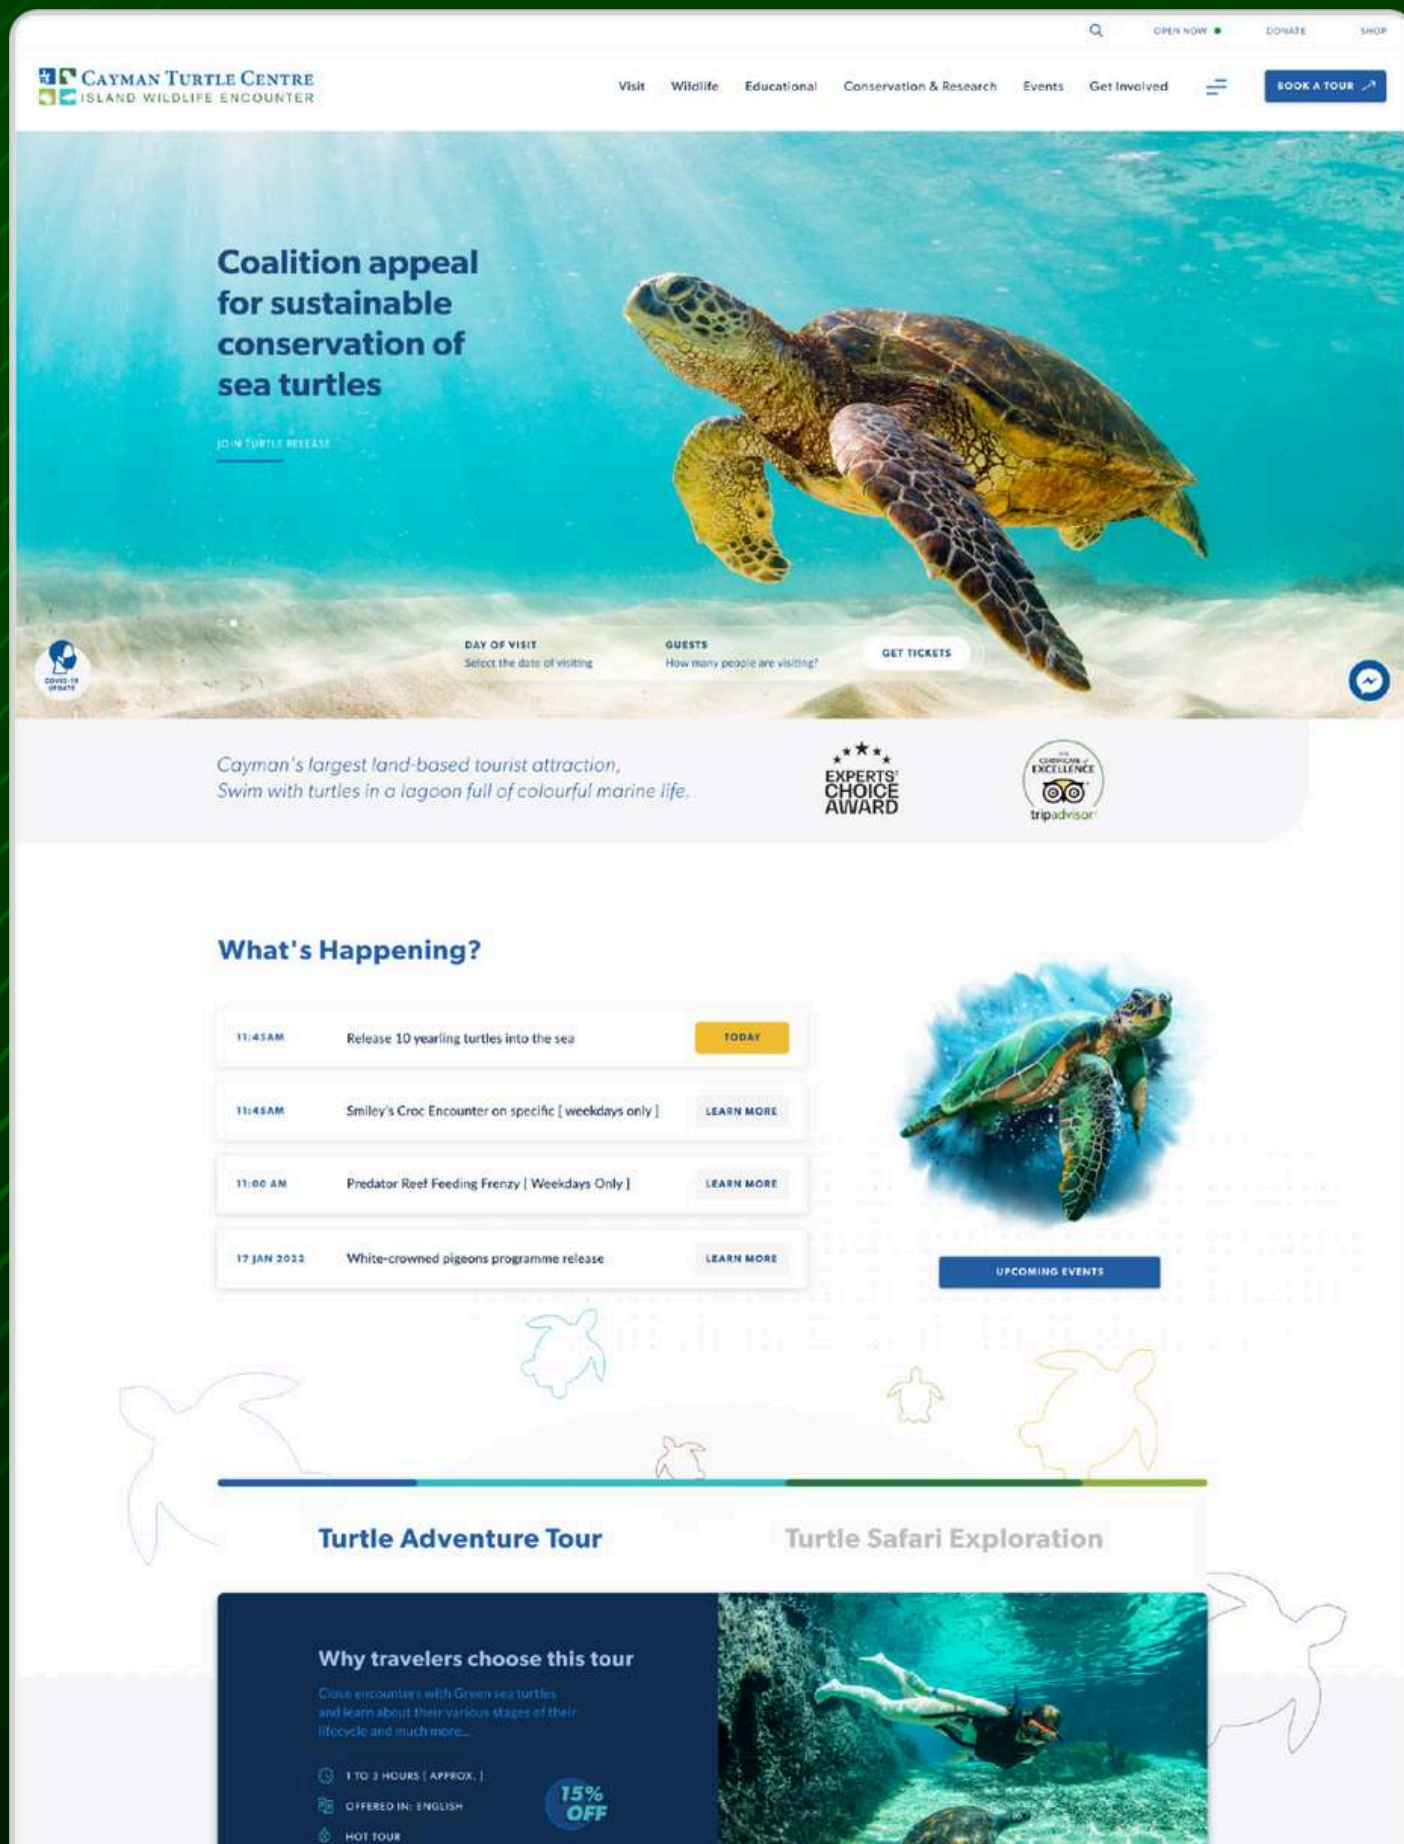 OPEN NOW
DONATE
SHOP
CAYMAN TURTLE CENTRE
ISLAND WILDLIFE ENCOUNTER
Visit
Wildlife
Educational
Conservation & Research
Events
Get Involved
BOOK A TOUR
Coalition appeal
for sustainable
conservation of
sea turtles
JOIN TURTLE RELEASE
DAY OF VISIT
Select the date of visiting
GUESTS
How many people are visiting?
GET TICKETS
COVID-19
UPDATE
Cayman's largest land-based tourist attraction,
Swim with turtles in a lagoon full of colourful marine life.
EXPERTS'
CHOICE
AWARD
CERTIFICATE of
EXCELLENCE
tripadvisor
What's Happening?
11:45AM
Release 10 yearling turtles into the sea
TODAY
11:45AM
Smiley's Croc Encounter on specific [ weekdays only ]
LEARN MORE
11:00 AM
Predator Reef Feeding Frenzy [ Weekdays Only ]
LEARN MORE
17 JAN 2022
White-crowned pigeons programme release
LEARN MORE
UPCOMING EVENTS
Turtle Adventure Tour
Turtle Safari Exploration
Why travelers choose this tour
Close encounters with Green sea turtles
and learn about their various stages of their
lifecycle and much more...
1 TO 3 HOURS [ APPROX. ]
OFFERED IN: ENGLISH
HOT TOUR
15%
OFF